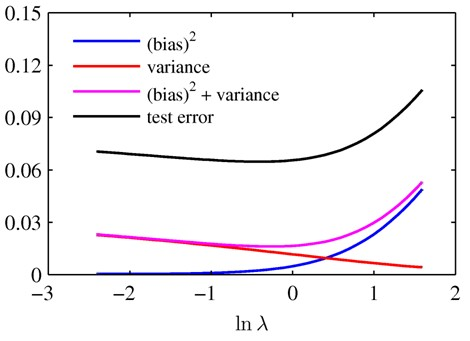 0.15
0.12
0.09
0.06
0.03
0
(bias)²
variance
(bias)² + variance
test error
−3 −2 −1 0 1 2
ln λ